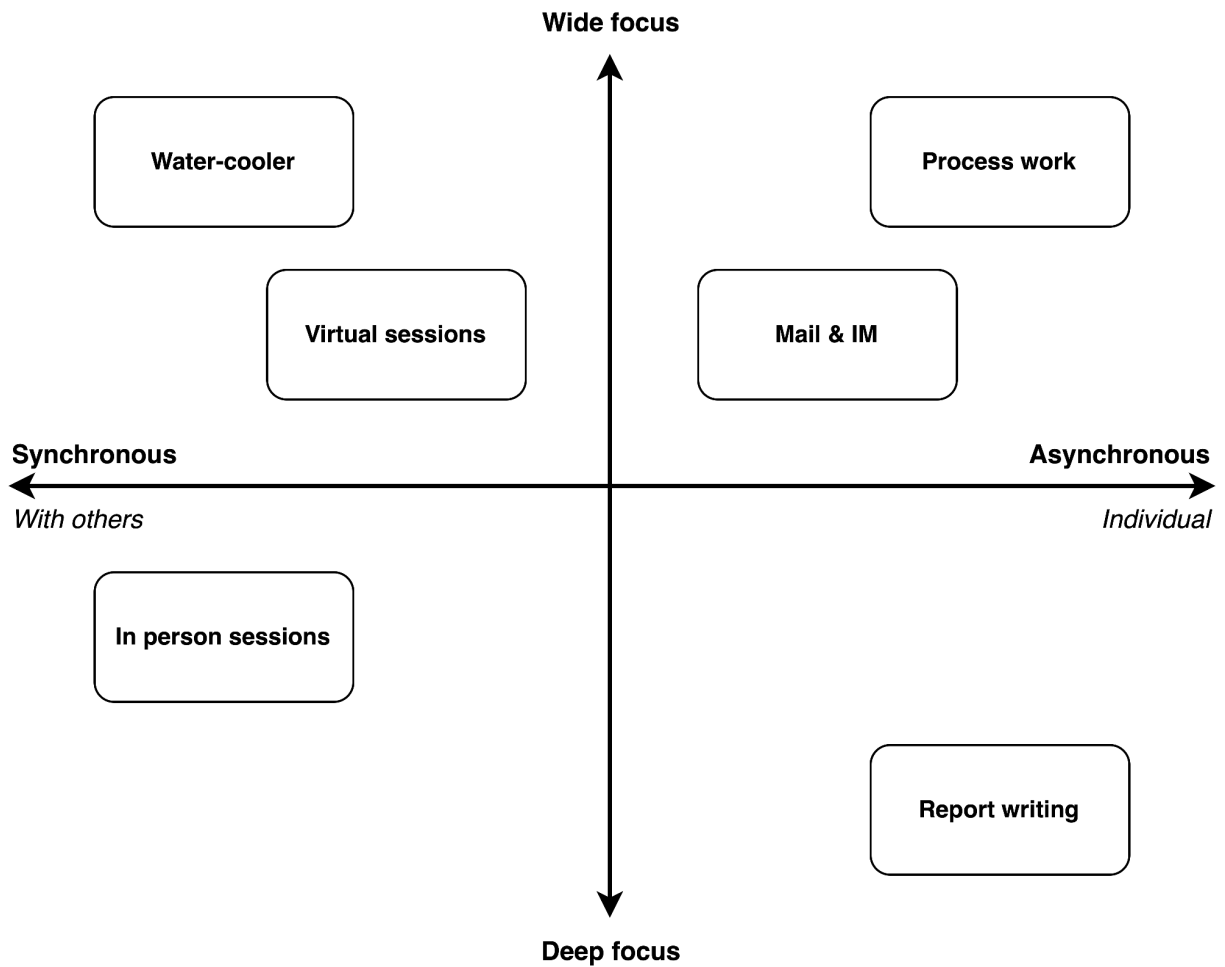 Wide focus
Water-cooler
Process work
Virtual sessions
Mail & IM
Synchronous
Asynchronous
With others
Individual
In person sessions
Report writing
Deep focus